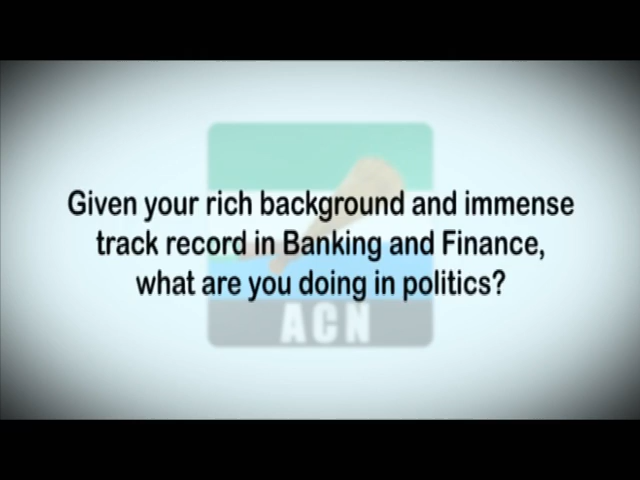 Given your rich background and immense
track record in Banking and Finance,
what are you doing in politics?
ACN